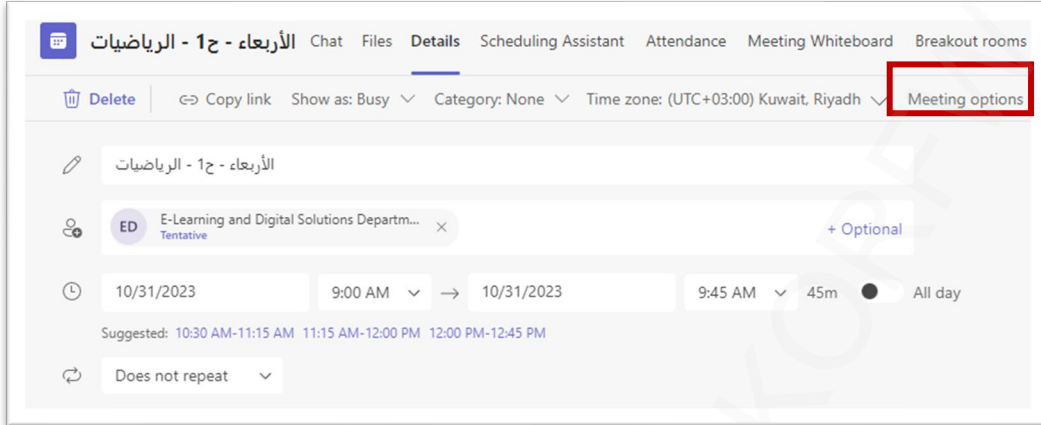 الأربعاء - ح1 - الرياضيات Chat Files Details Scheduling Assistant Attendance Meeting Whiteboard Breakout rooms
Delete Copy link Show as: Busy Category: None Time zone: (UTC+03:00) Kuwait, Riyadh Meeting options
الأربعاء - ح1 - الرياضيات
ED E-Learning and Digital Solutions Departm...
Tentative
+ Optional
10/31/2023 9:00 AM → 10/31/2023 9:45 AM 45m All day
Suggested: 10:30 AM-11:15 AM 11:15 AM-12:00 PM 12:00 PM-12:45 PM
Does not repeat